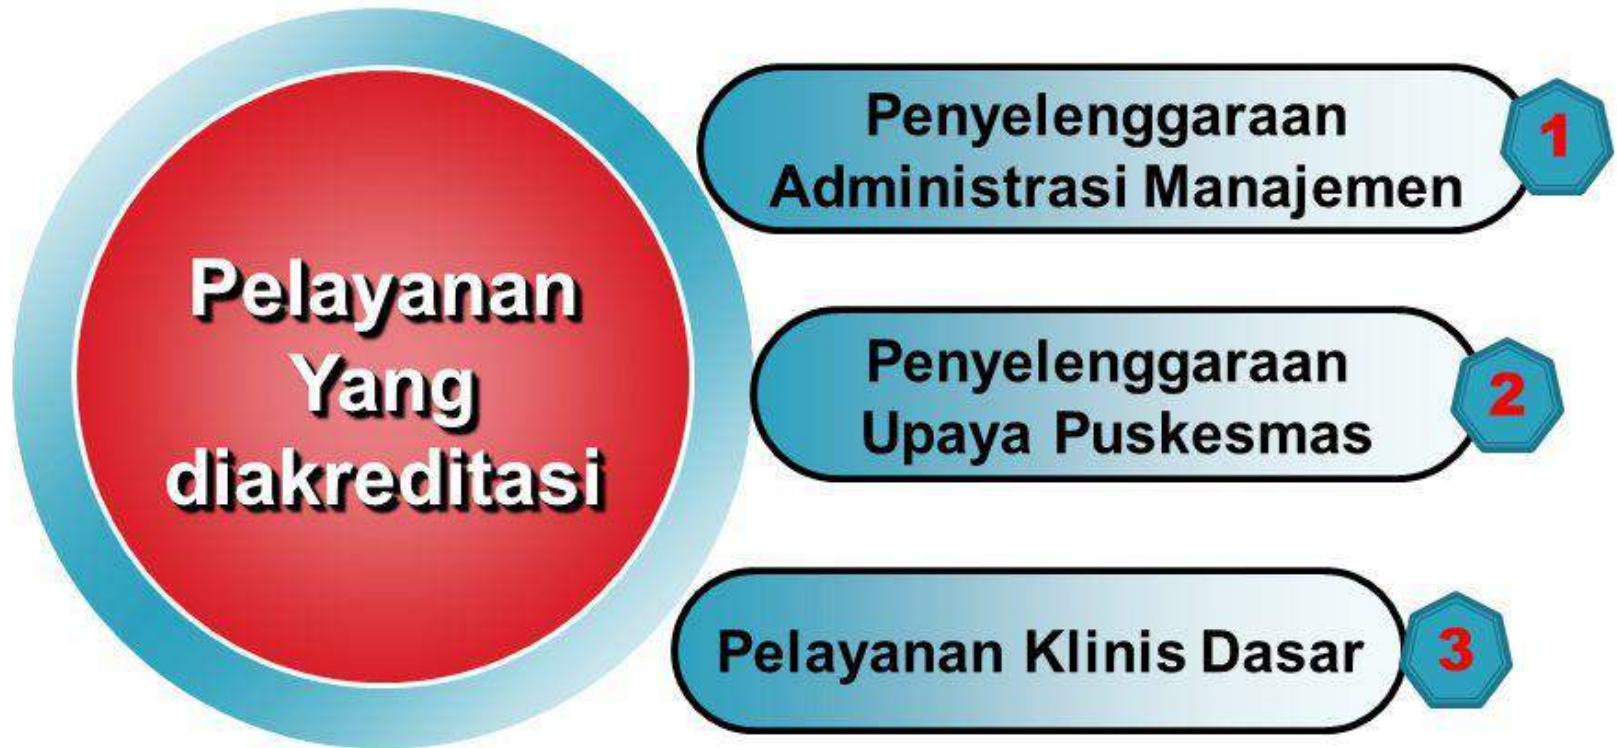 Pelayanan
Yang
diakreditasi
Penyelenggaraan
Administrasi Manajemen
1
Penyelenggaraan
Upaya Puskesmas
2
Pelayanan Klinis Dasar
3